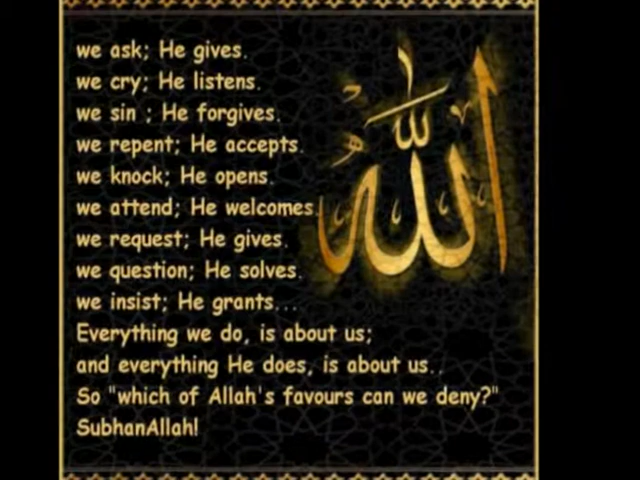 we ask; He gives.
we cry; He listens.
we sin ; He forgives.
we repent; He accepts.
we knock; He opens.
we attend; He welcomes.
we request; He gives.
we question; He solves.
we insist; He grants...
Everything we do, is about us;
and everything He does, is about us..
So "which of Allah's favours can we deny?"
SubhanAllah!
الله